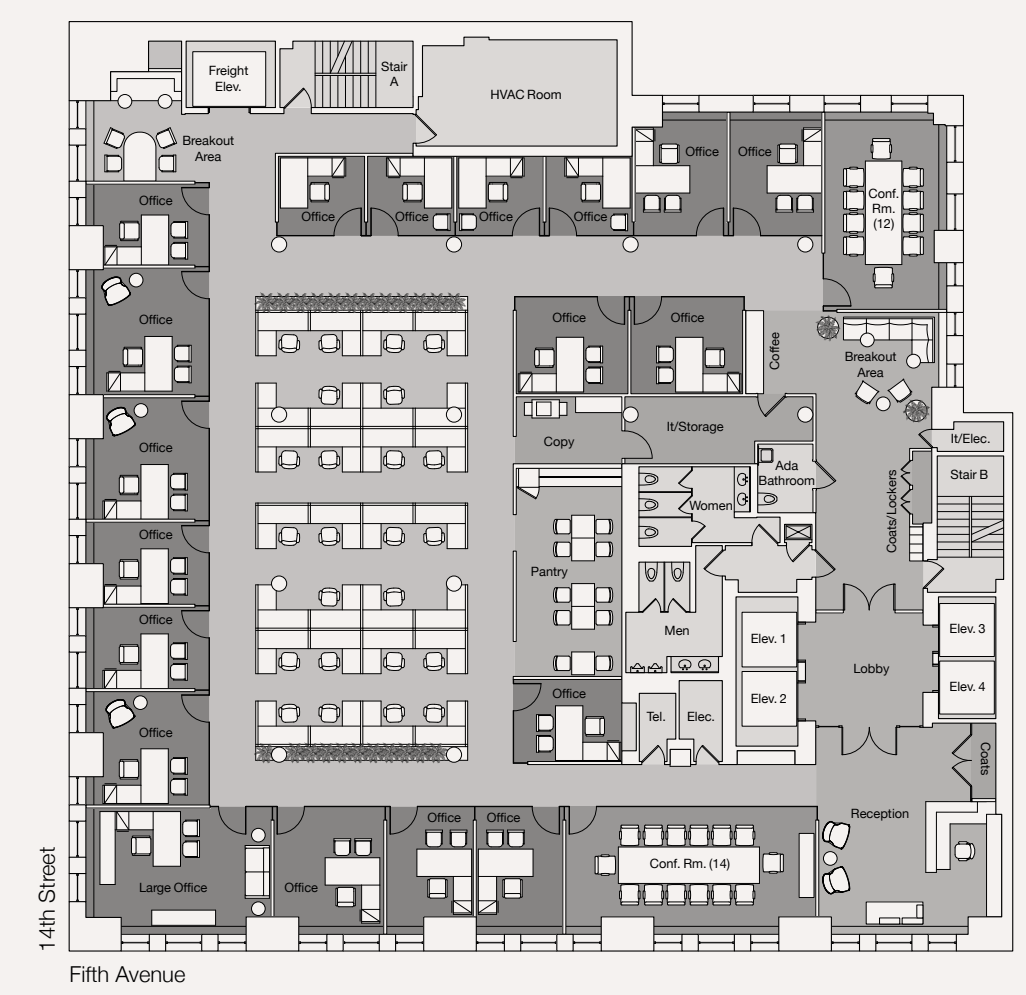 Freight
Elev.
Stair
A
HVAC Room
Breakout
Area
Office
Office
Office
Office
Office
Office
Office
Conf.
Rm.
(12)
Office
Office
Office
Coffee
Breakout
Area
Office
Copy
It/Storage
It/Elec.
Ada
Bathroom
Stair B
Coats/Lockers
Women
Office
Pantry
Office
Men
Elev. 1
Elev. 3
Lobby
Elev. 2
Elev. 4
Office
Tel.
Elec.
Office
Coats
Reception
Office
Office
Large Office
Office
Conf. Rm. (14)
14th Street
Fifth Avenue